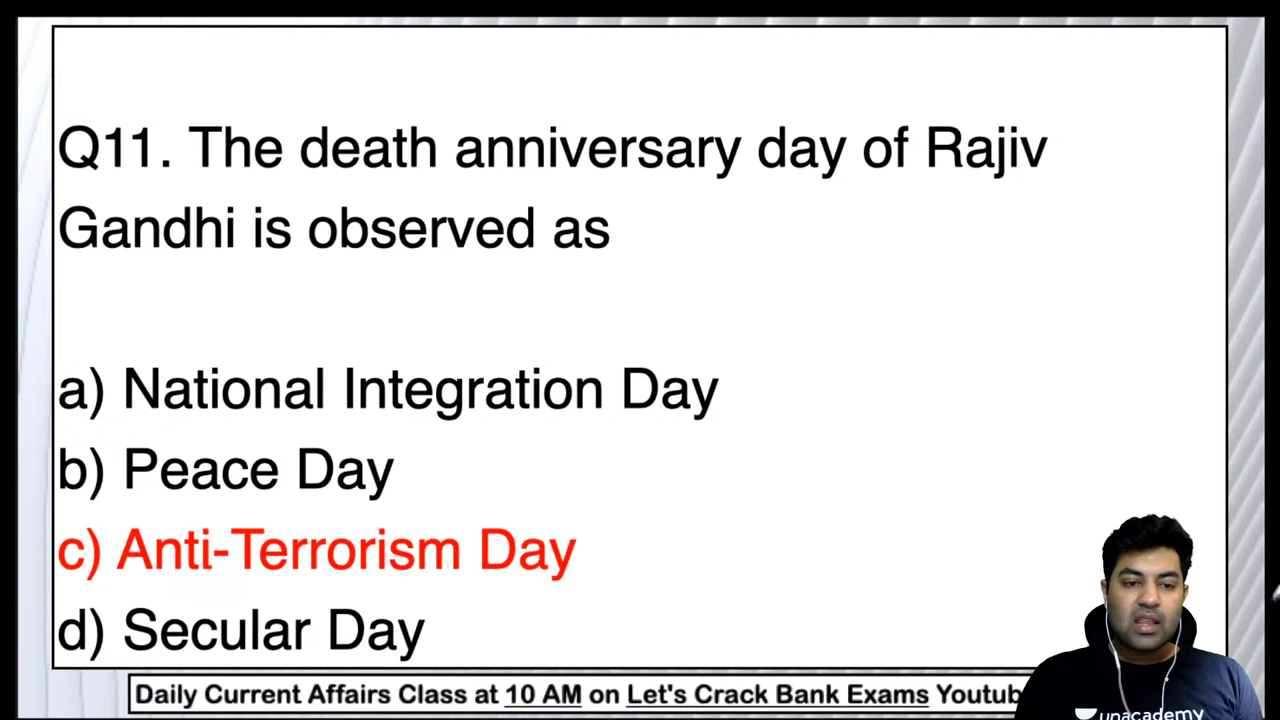 Q11. The death anniversary day of Rajiv
Gandhi is observed as
a) National Integration Day
b) Peace Day
c) Anti-Terrorism Day
d) Secular Day
Daily Current Affairs Class at 10 AM on Let's Crack Bank Exams
unacademy